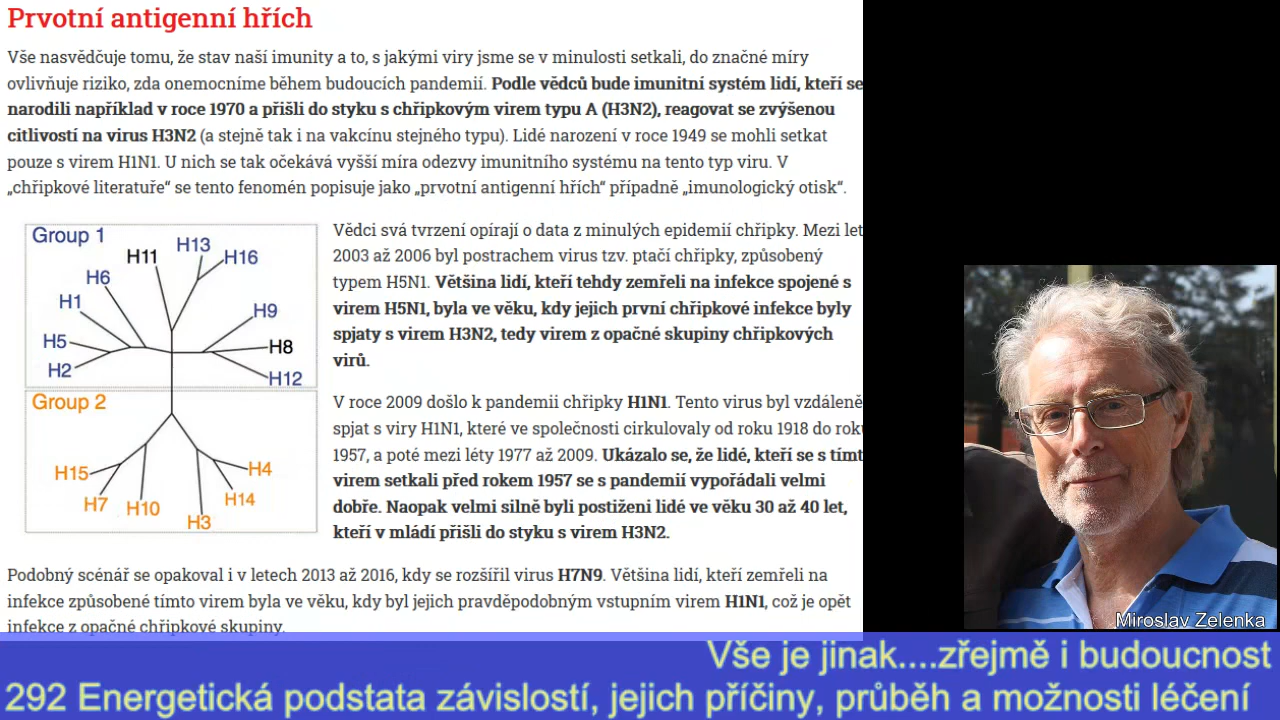 Prvotní antigenní hřích
Vše nasvědčuje tomu, že stav naší imunity a to, s jakými viry jsme se v minulosti setkali, do značné míry
ovlivňuje riziko, zda onemocníme během budoucích pandemií. Podle vědců bude imunitní systém lidí, kteří se
narodili například v roce 1970 a přišli do styku s chřipkovým virem typu A (H3N2), reagovat se zvýšenou
citlivostí na virus H3N2 (a stejně tak i na vakcínu stejného typu). Lidé narození v roce 1949 se mohli setkat
pouze s virem H1N1. U nich se tak očekává vyšší míra odezvy imunitního systému na tento typ viru. V
„chřipkové literatuře“ se tento fenomén popisuje jako „prvotní antigenní hřích“ případně „imunologický otisk“.
Group 1
H11
H13
H16
H6
H1
H9
H5
H8
H2
H12
Group 2
H15
H4
H7
H14
H10
H3
Vědci svá tvrzení opírají o data z minulých epidemií chřipky. Mezi let
2003 až 2006 byl postrachem virus tzv. ptačí chřipky, způsobený
typem H5N1. Většina lidí, kteří tehdy zemřeli na infekce spojené s
virem H5N1, byla ve věku, kdy jejich první chřipkové infekce byly
spjaty s virem H3N2, tedy virem z opačné skupiny chřipkových
virů.
V roce 2009 došlo k pandemii chřipky H1N1. Tento virus byl vzdáleně
spjat s viry H1N1, které ve společnosti cirkulovaly od roku 1918 do roku
1957, a poté mezi léty 1977 až 2009. Ukázalo se, že lidé, kteří se s tímt
virem setkali před rokem 1957 se s pandemií vypořádali velmi
dobře. Naopak velmi silně byli postiženi lidé ve věku 30 až 40 let,
kteří v mládí přišli do styku s virem H3N2.
Podobný scénář se opakoval i v letech 2013 až 2016, kdy se rozšířil virus H7N9. Většina lidí, kteří zemřeli na
infekce způsobené tímto virem byla ve věku, kdy byl jejich pravděpodobným vstupním virem H1N1, což je opět
infekce z opačné chřipkové skupiny.
Miroslav Zelenka
Vše je jinak....zřejmě i budoucnost
292 Energetická podstata závislostí, jejich příčiny, průběh a možnosti léčení